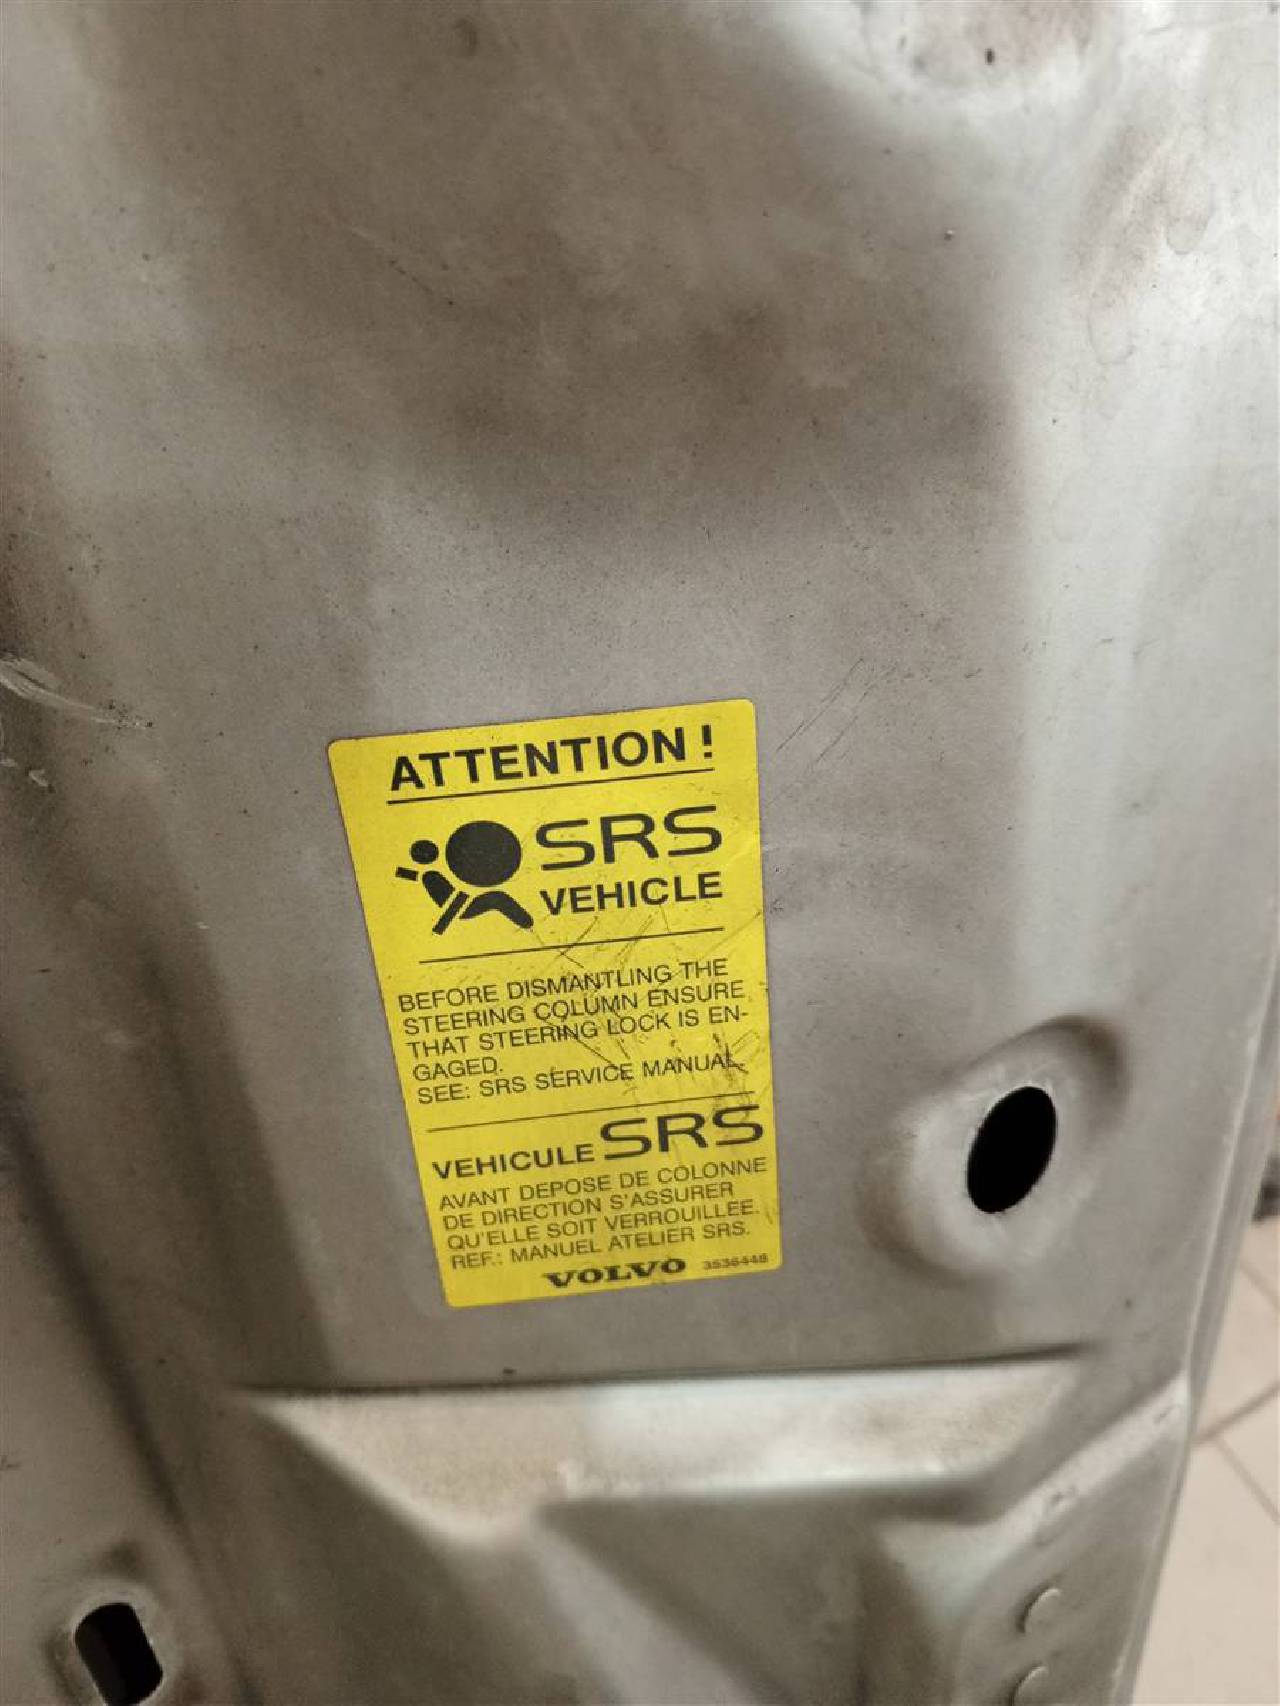 ATTENTION !
SRS
VEHICLE
BEFORE DISMANTLING THE
STEERING COLUMN ENSURE
THAT STEERING LOCK IS EN-
GAGED.
SEE: SRS SERVICE MANUAL.
VEHICULE SRS
AVANT DEPOSE DE COLONNE
DE DIRECTION S'ASSURER
QU'ELLE SOIT VERROUILLEE.
REF.: MANUEL ATELIER SRS.
VOLVO 3536448